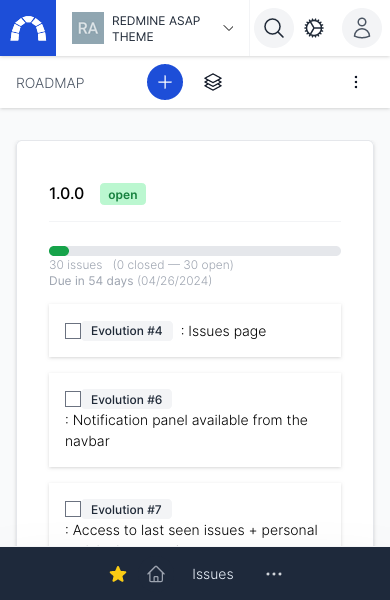 RA
REDMINE ASAP
THEME
ROADMAP
1.0.0 open
30 issues (0 closed — 30 open)
Due in 54 days (04/26/2024)
Evolution #4 : Issues page
Evolution #6
: Notification panel available from the
navbar
Evolution #7
: Access to last seen issues + personal
Issues